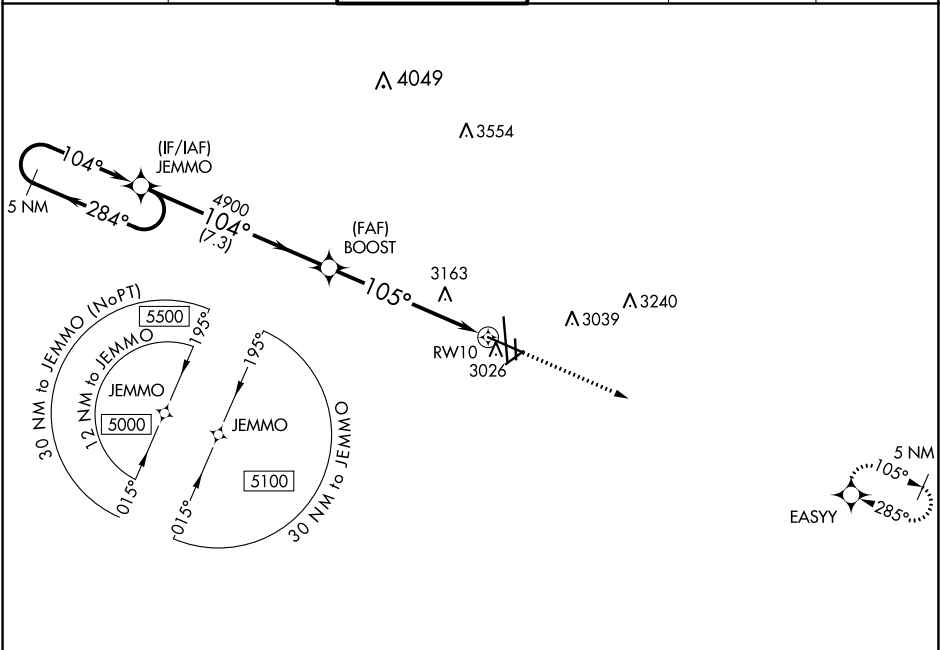 4049
3554
(IF/IAF)
JEMMO
104°
5 NM
284°
4900
104°
(7.3)
(FAF)
BOOST
105°
3163
3240
3039
RW10
3026
30 NM to JEMMO (NoPT)
5500
195°
12 NM to JEMMO
JEMMO
5000
015°
195°
JEMMO
5100
015°
30 NM to JEMMO
5 NM
105°
285°
EASYY